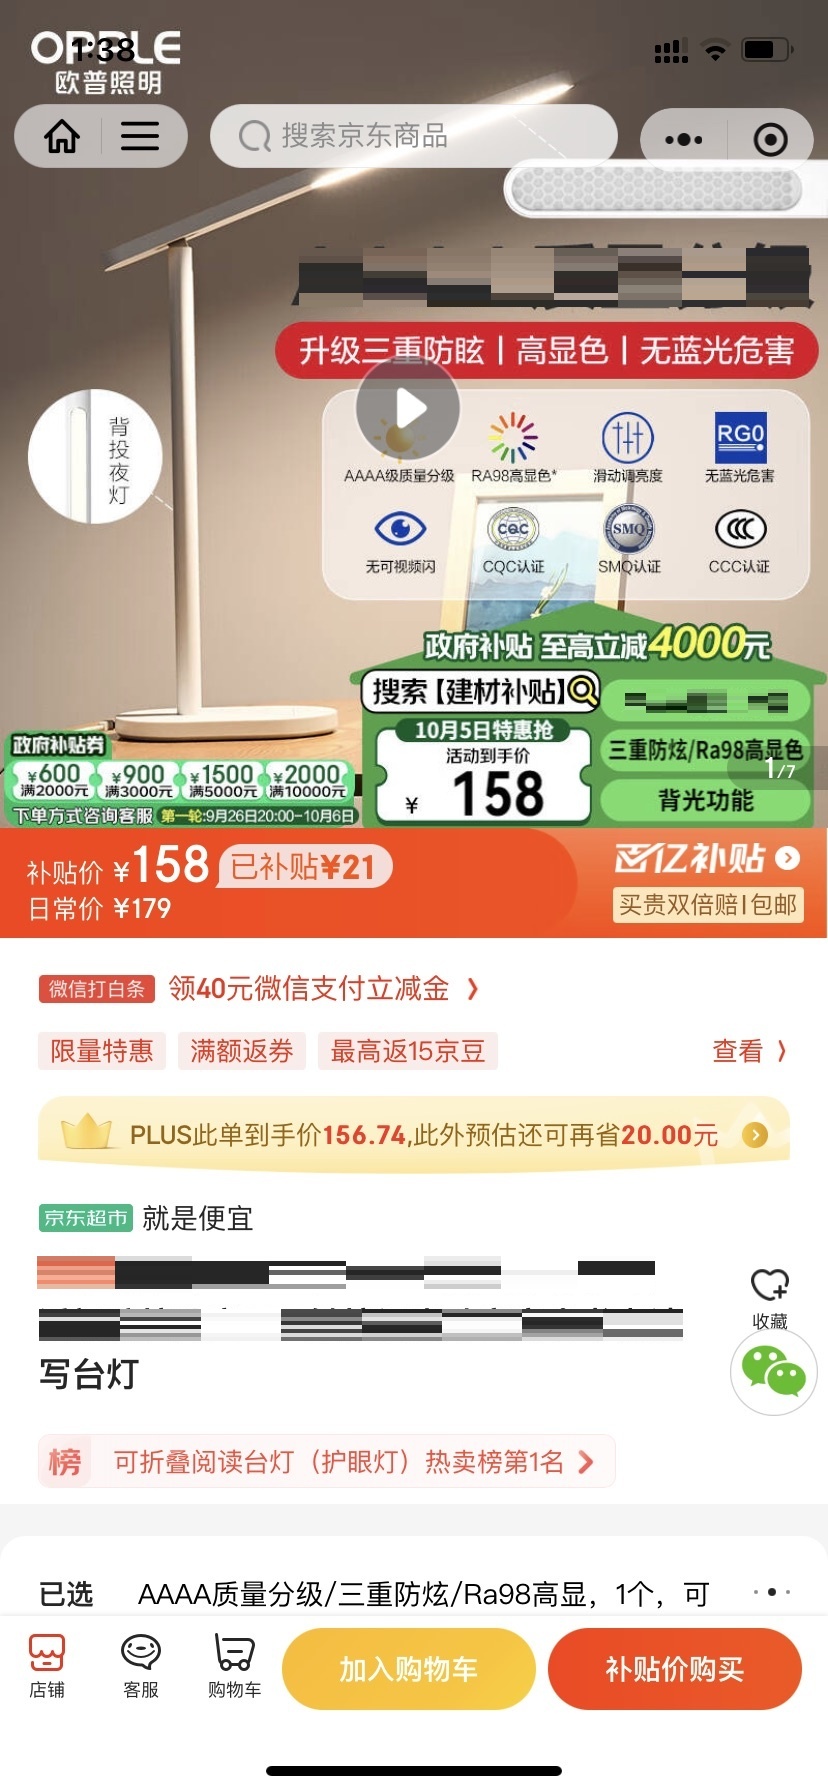 OPPLE
1:38
欧普照明
搜索京东商品
升级三重防眩 | 高显色 | 无蓝光危害
背投夜灯
RG0
AAAA级质量分级 RA98高显色* 滑动调亮度 无蓝光危害
CQC SMQ
无可视频闪 CQC认证 SMQ认证 CCC认证
政府补贴 至高立减4000元
搜索【建材补贴】
10月5日特惠抢
活动到手价
¥158
三重防炫/Ra98高显色
背光功能
1/7
政府补贴券
¥600 ¥900 ¥1500 ¥2000
满2000元 满3000元 满5000元 满10000元
下单方式咨询客服 第一轮:9月26日20:00-10月6日
补贴价 ¥158 已补贴¥21
日常价 ¥179
百亿补贴
买贵双倍赔|包邮
微信打白条 领40元微信支付立减金
限量特惠 满额返券 最高返15京豆 查看
PLUS此单到手价156.74,此外预估还可再省20.00元
京东超市 就是便宜
收藏
写台灯
榜 可折叠阅读台灯（护眼灯）热卖榜第1名
已选 AAAA质量分级/三重防炫/Ra98高显，1个，可
店铺 客服 购物车 加入购物车 补贴价购买